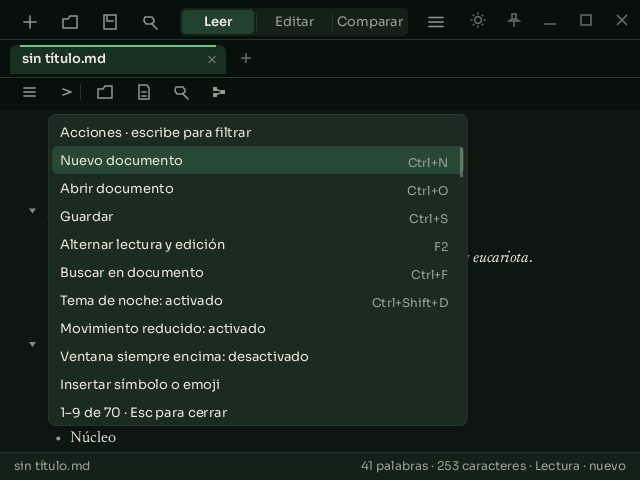 Leer Editar Comparar
sin título.md
Acciones · escribe para filtrar
Nuevo documento Ctrl+N
Abrir documento Ctrl+O
Guardar Ctrl+S
Alternar lectura y edición F2
eucariota.
Buscar en documento Ctrl+F
Tema de noche: activado Ctrl+Shift+D
Movimiento reducido: activado
Ventana siempre encima: desactivado
Insertar símbolo o emoji
1–9 de 70 · Esc para cerrar
• Núcleo
sin título.md 41 palabras · 253 caracteres · Lectura · nuevo